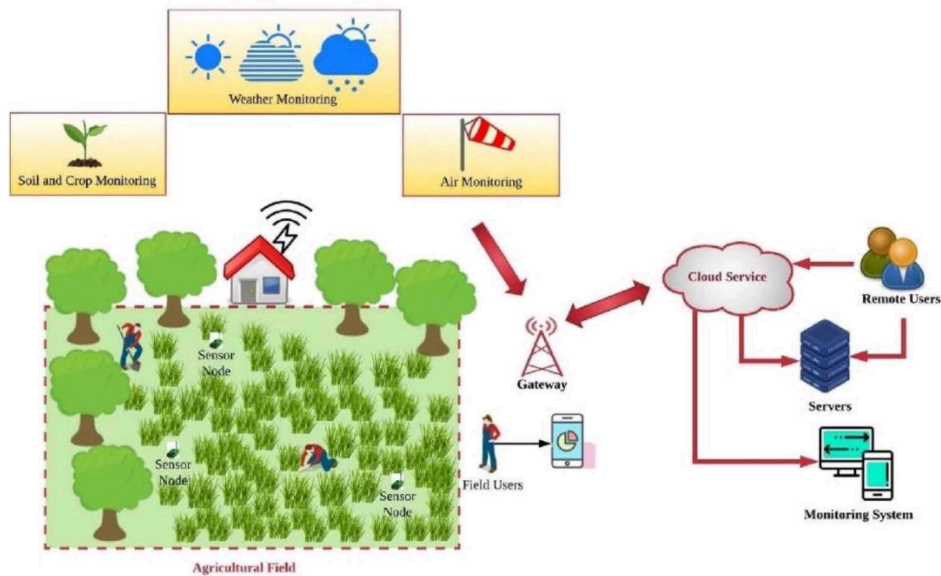 Weather Monitoring
Soil and Crop Monitoring
Air Monitoring
Cloud Service
Remote Users
Sensor
Node
Gateway
Servers
Sensor
Node
Sensor
Node
Field Users
Monitoring System
Agricultural Field